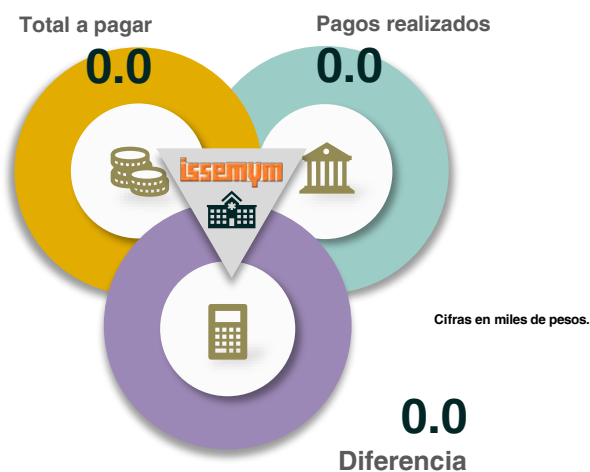 Total a pagar
Pagos realizados
0.0
0.0
issemym
Cifras en miles de pesos.
0.0
Diferencia